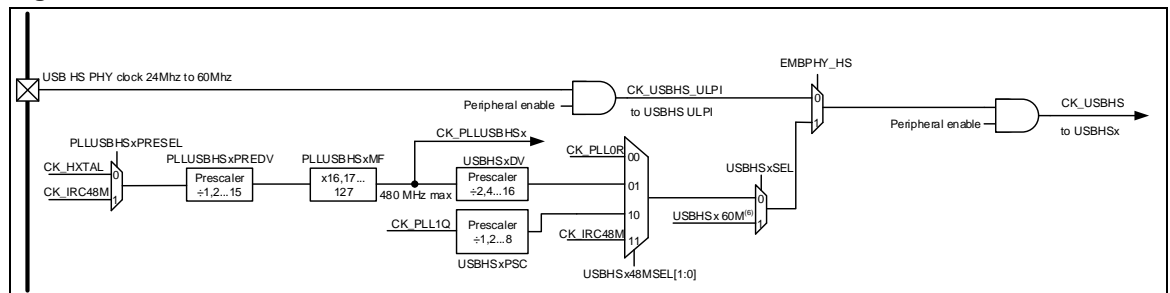 USB HS PHY clock 24Mhz to 60Mhz
EMBPHY_HS
CK_USBHS_ULPI
0
CK_USBHS
Peripheral enable
to USBHS ULPI
1
Peripheral enable
to USBHSx
CK_PLLUSBHSx
PLLUSBHSxPRESEL
CK_PLL0R
00
PLLUSBHSxPREDV
PLLUSBHSxMF
USBHSxDV
USBHSxSEL
CK_HXTAL
0
Prescaler
÷1,2...15
x16,17...
127
480 MHz max
Prescaler
÷2,4...16
01
CK_IRC48M
1
0
USBHSx 60M(6)
1
CK_PLL1Q
Prescaler
÷1,2...8
10
CK_IRC48M
11
USBHSxPSC
USBHSx48MSEL[1:0]